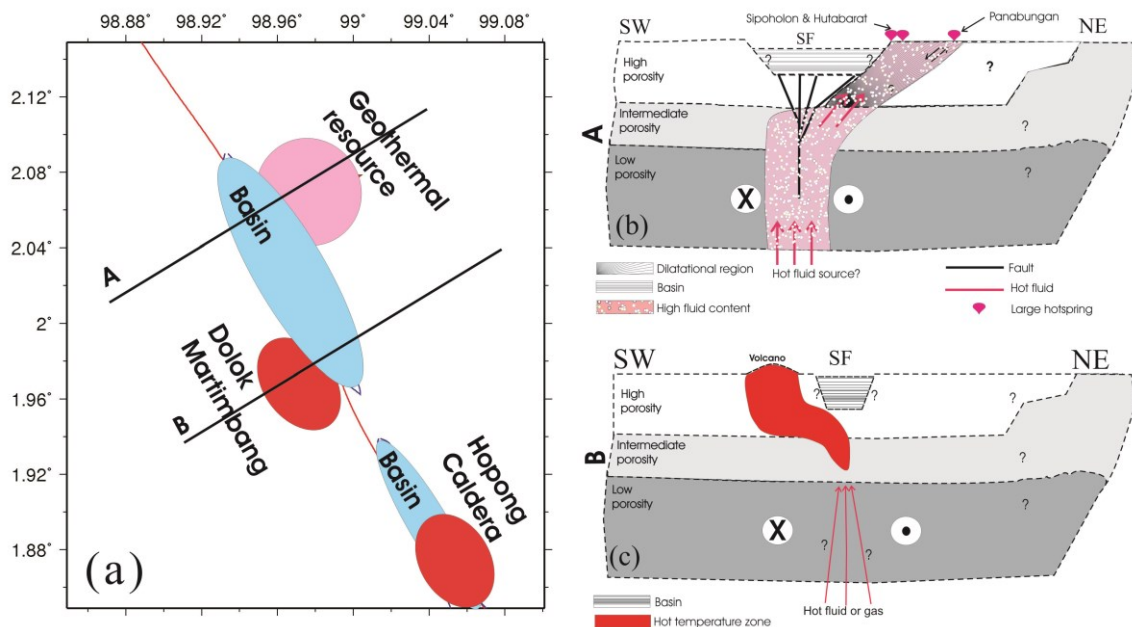 98.88° 98.92° 98.96° 99° 99.04° 99.08°
2.12°
2.08°
2.04°
2°
1.96°
1.92°
1.88°
Geothermal
resource
Basin
A
Dolok
Martimbang
B
Basin
Hopong
Caldera
(a)
Sipoholon & Hutabarat
Panabungan
SW
SF
NE
High
porosity
? ?
?
Intermediate
porosity
?
A
Low
porosity
?
X
(b)
Hot fluid source?
Dilatational region
Basin
High fluid content
Fault
Hot fluid
Large hotspring
SW
Volcano
SF
NE
High
porosity
? ?
?
Intermediate
porosity
?
B
Low
porosity
?
X
? ?
(c)
Hot fluid or gas
Basin
Hot temperature zone